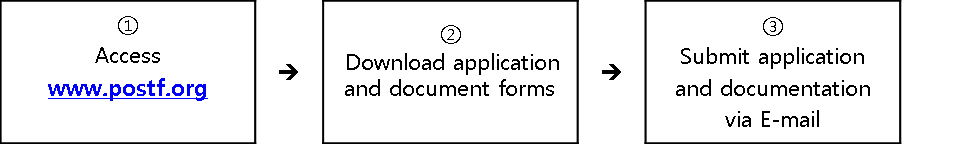 ①
Access
www.postf.org
➔
②
Download application
and document forms
➔
③
Submit application
and documentation
via E-mail